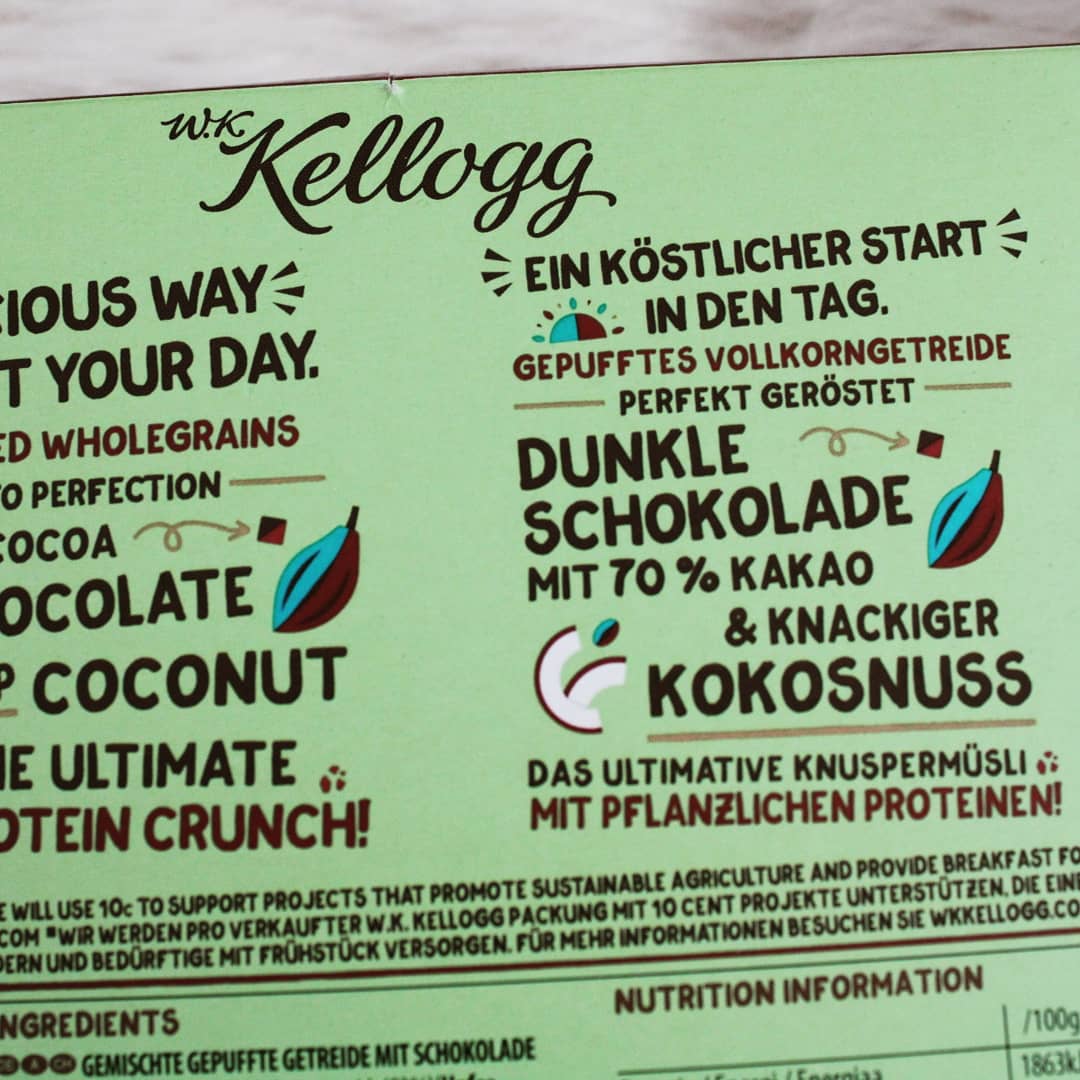 W.K
Kellogg
CIOUS WAY
T YOUR DAY.
ED WHOLEGRAINS
O PERFECTION
COCOA
OCOLATE
P COCONUT
HE ULTIMATE
OTEIN CRUNCH!
EIN KÖSTLICHER START
IN DEN TAG.
GEPUFFTES VOLLKORNGETREIDE
PERFEKT GERÖSTET
DUNKLE
SCHOKOLADE
MIT 70 % KAKAO
& KNACKIGER
KOKOSNUSS
DAS ULTIMATIVE KNUSPERMÜSLI
MIT PFLANZLICHEN PROTEINEN!
E WILL USE 10c TO SUPPORT PROJECTS THAT PROMOTE SUSTAINABLE AGRICULTURE AND PROVIDE BREAKFAST FO
COM *WIR WERDEN PRO VERKAUFTER W.K. KELLOGG PACKUNG MIT 10 CENT PROJEKTE UNTERSTÜTZEN, DIE EINE
DERN UND BEDÜRFTIGE MIT FRÜHSTÜCK VERSORGEN. FÜR MEHR INFORMATIONEN BESUCHEN SIE WKKELLOGG.CO
NGREDIENTS
DE A CH GEMISCHTE GEPUFFTE GETREIDE MIT SCHOKOLADE
NUTRITION INFORMATION
/100g
1863k